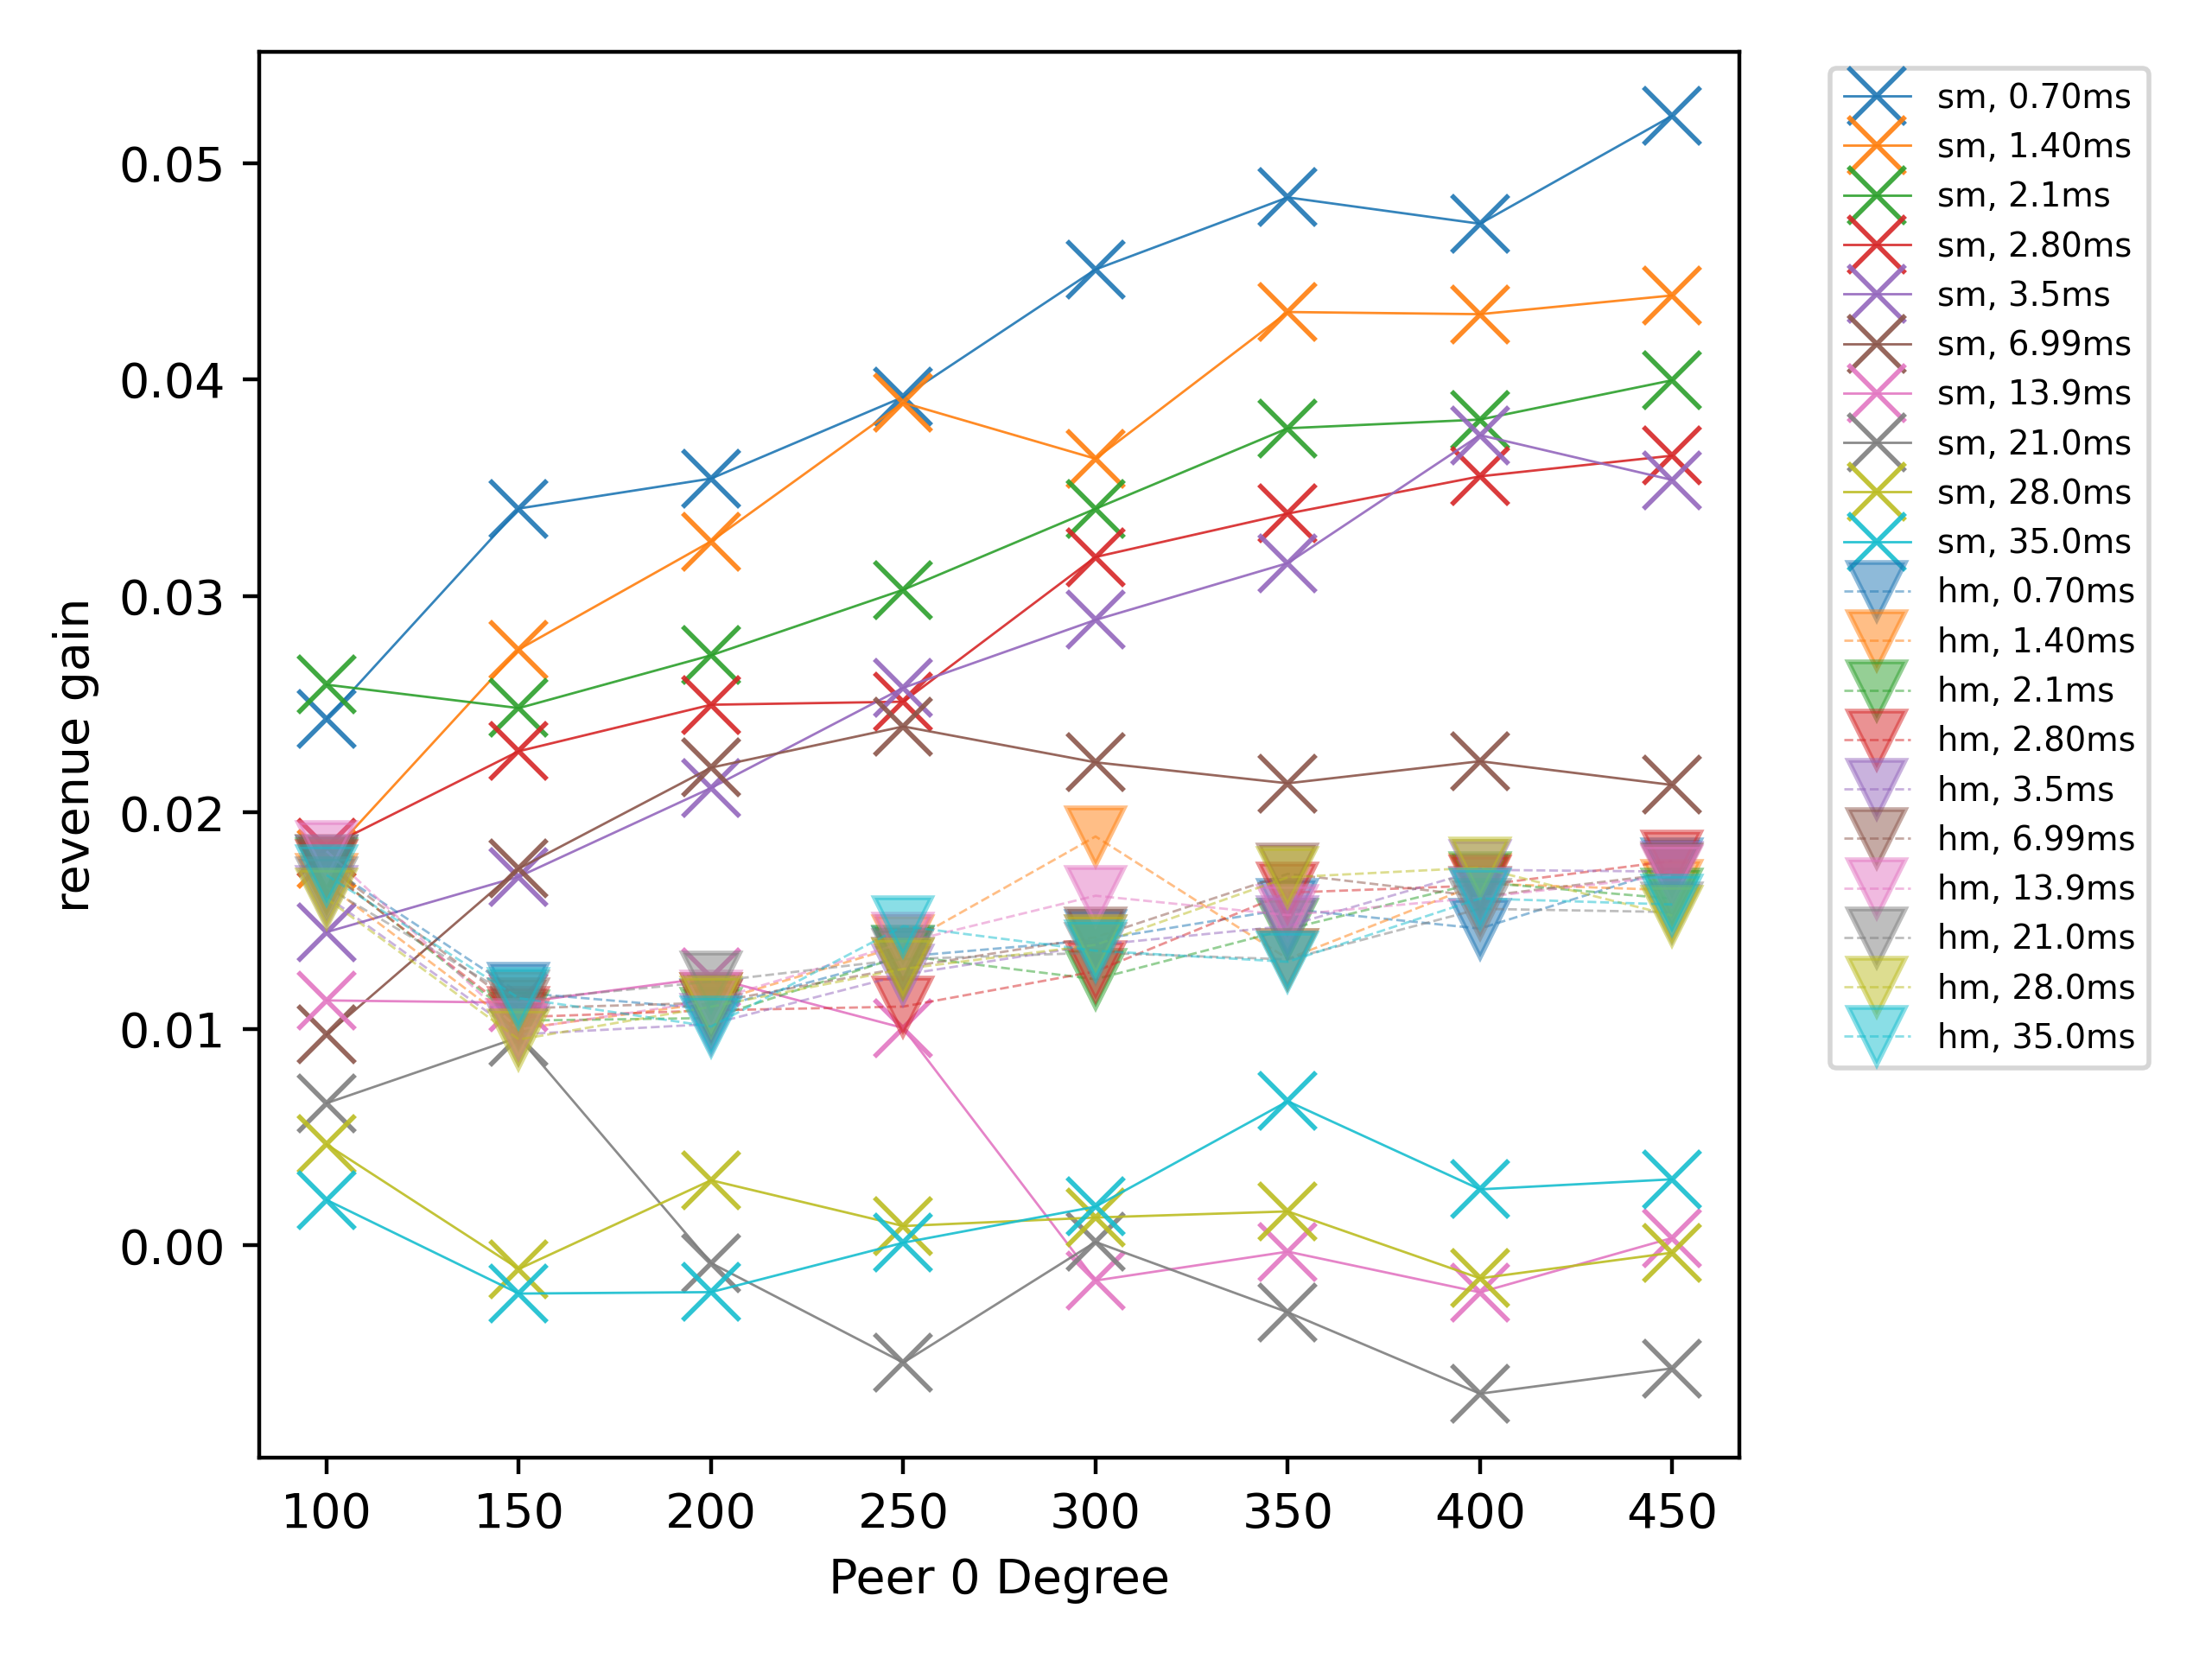 revenue gain
0.05
0.04
0.03
0.02
0.01
0.00
100 150 200 250 300 350 400 450
Peer 0 Degree
sm, 0.70ms
sm, 1.40ms
sm, 2.1ms
sm, 2.80ms
sm, 3.5ms
sm, 6.99ms
sm, 13.9ms
sm, 21.0ms
sm, 28.0ms
sm, 35.0ms
hm, 0.70ms
hm, 1.40ms
hm, 2.1ms
hm, 2.80ms
hm, 3.5ms
hm, 6.99ms
hm, 13.9ms
hm, 21.0ms
hm, 28.0ms
hm, 35.0ms